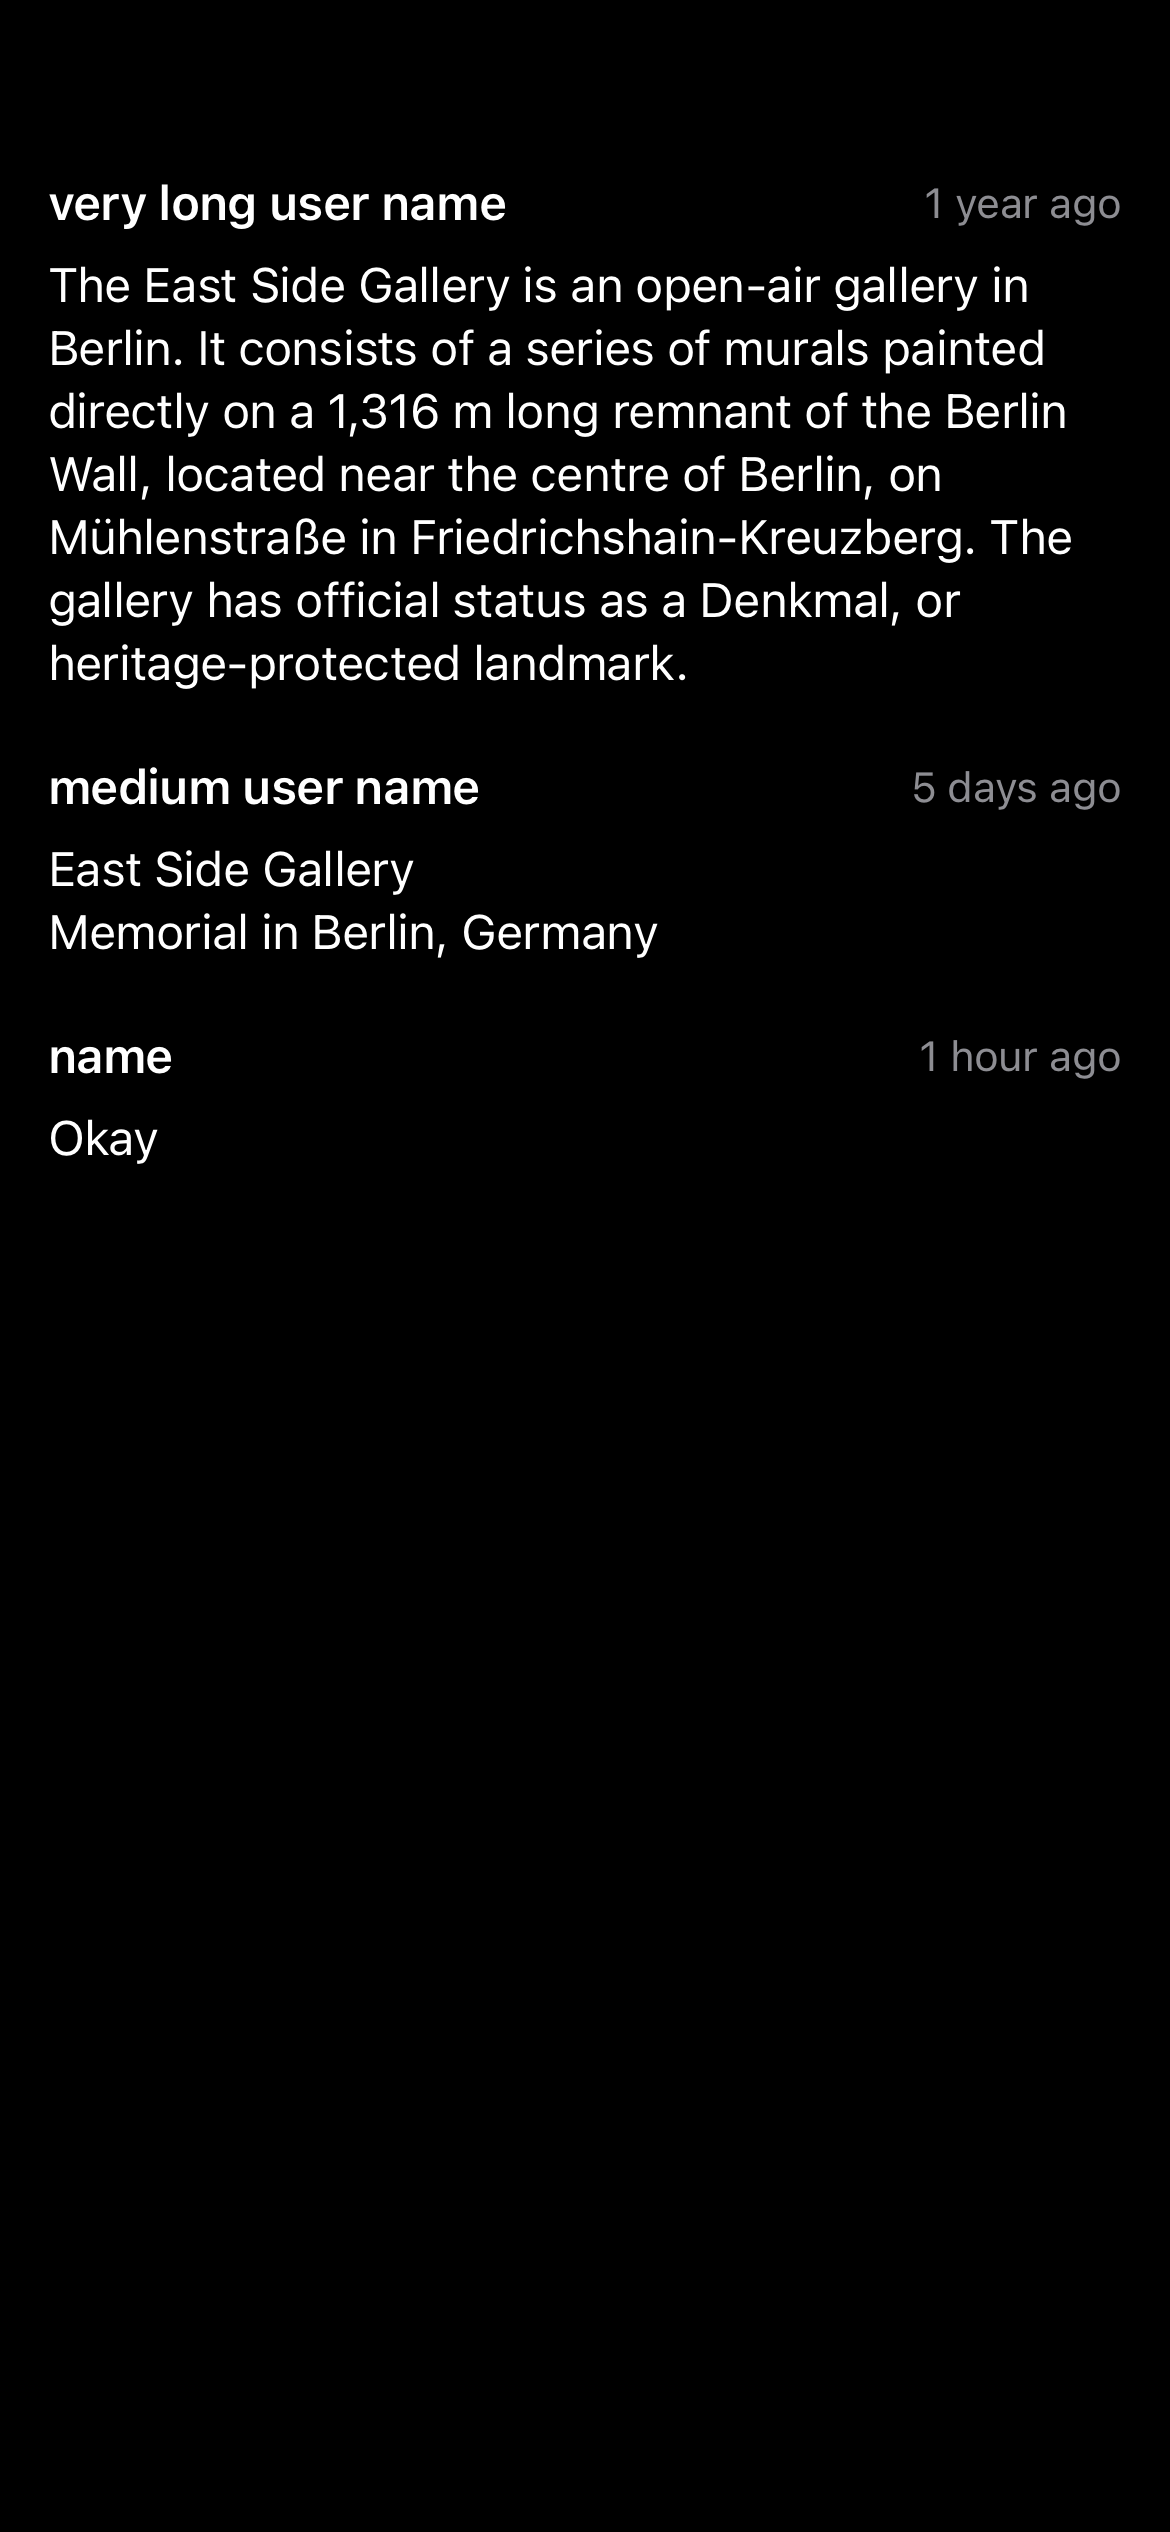 very long user name 1 year ago
The East Side Gallery is an open-air gallery in
Berlin. It consists of a series of murals painted
directly on a 1,316 m long remnant of the Berlin
Wall, located near the centre of Berlin, on
Mühlenstraße in Friedrichshain-Kreuzberg. The
gallery has official status as a Denkmal, or
heritage-protected landmark.
medium user name 5 days ago
East Side Gallery
Memorial in Berlin, Germany
name 1 hour ago
Okay